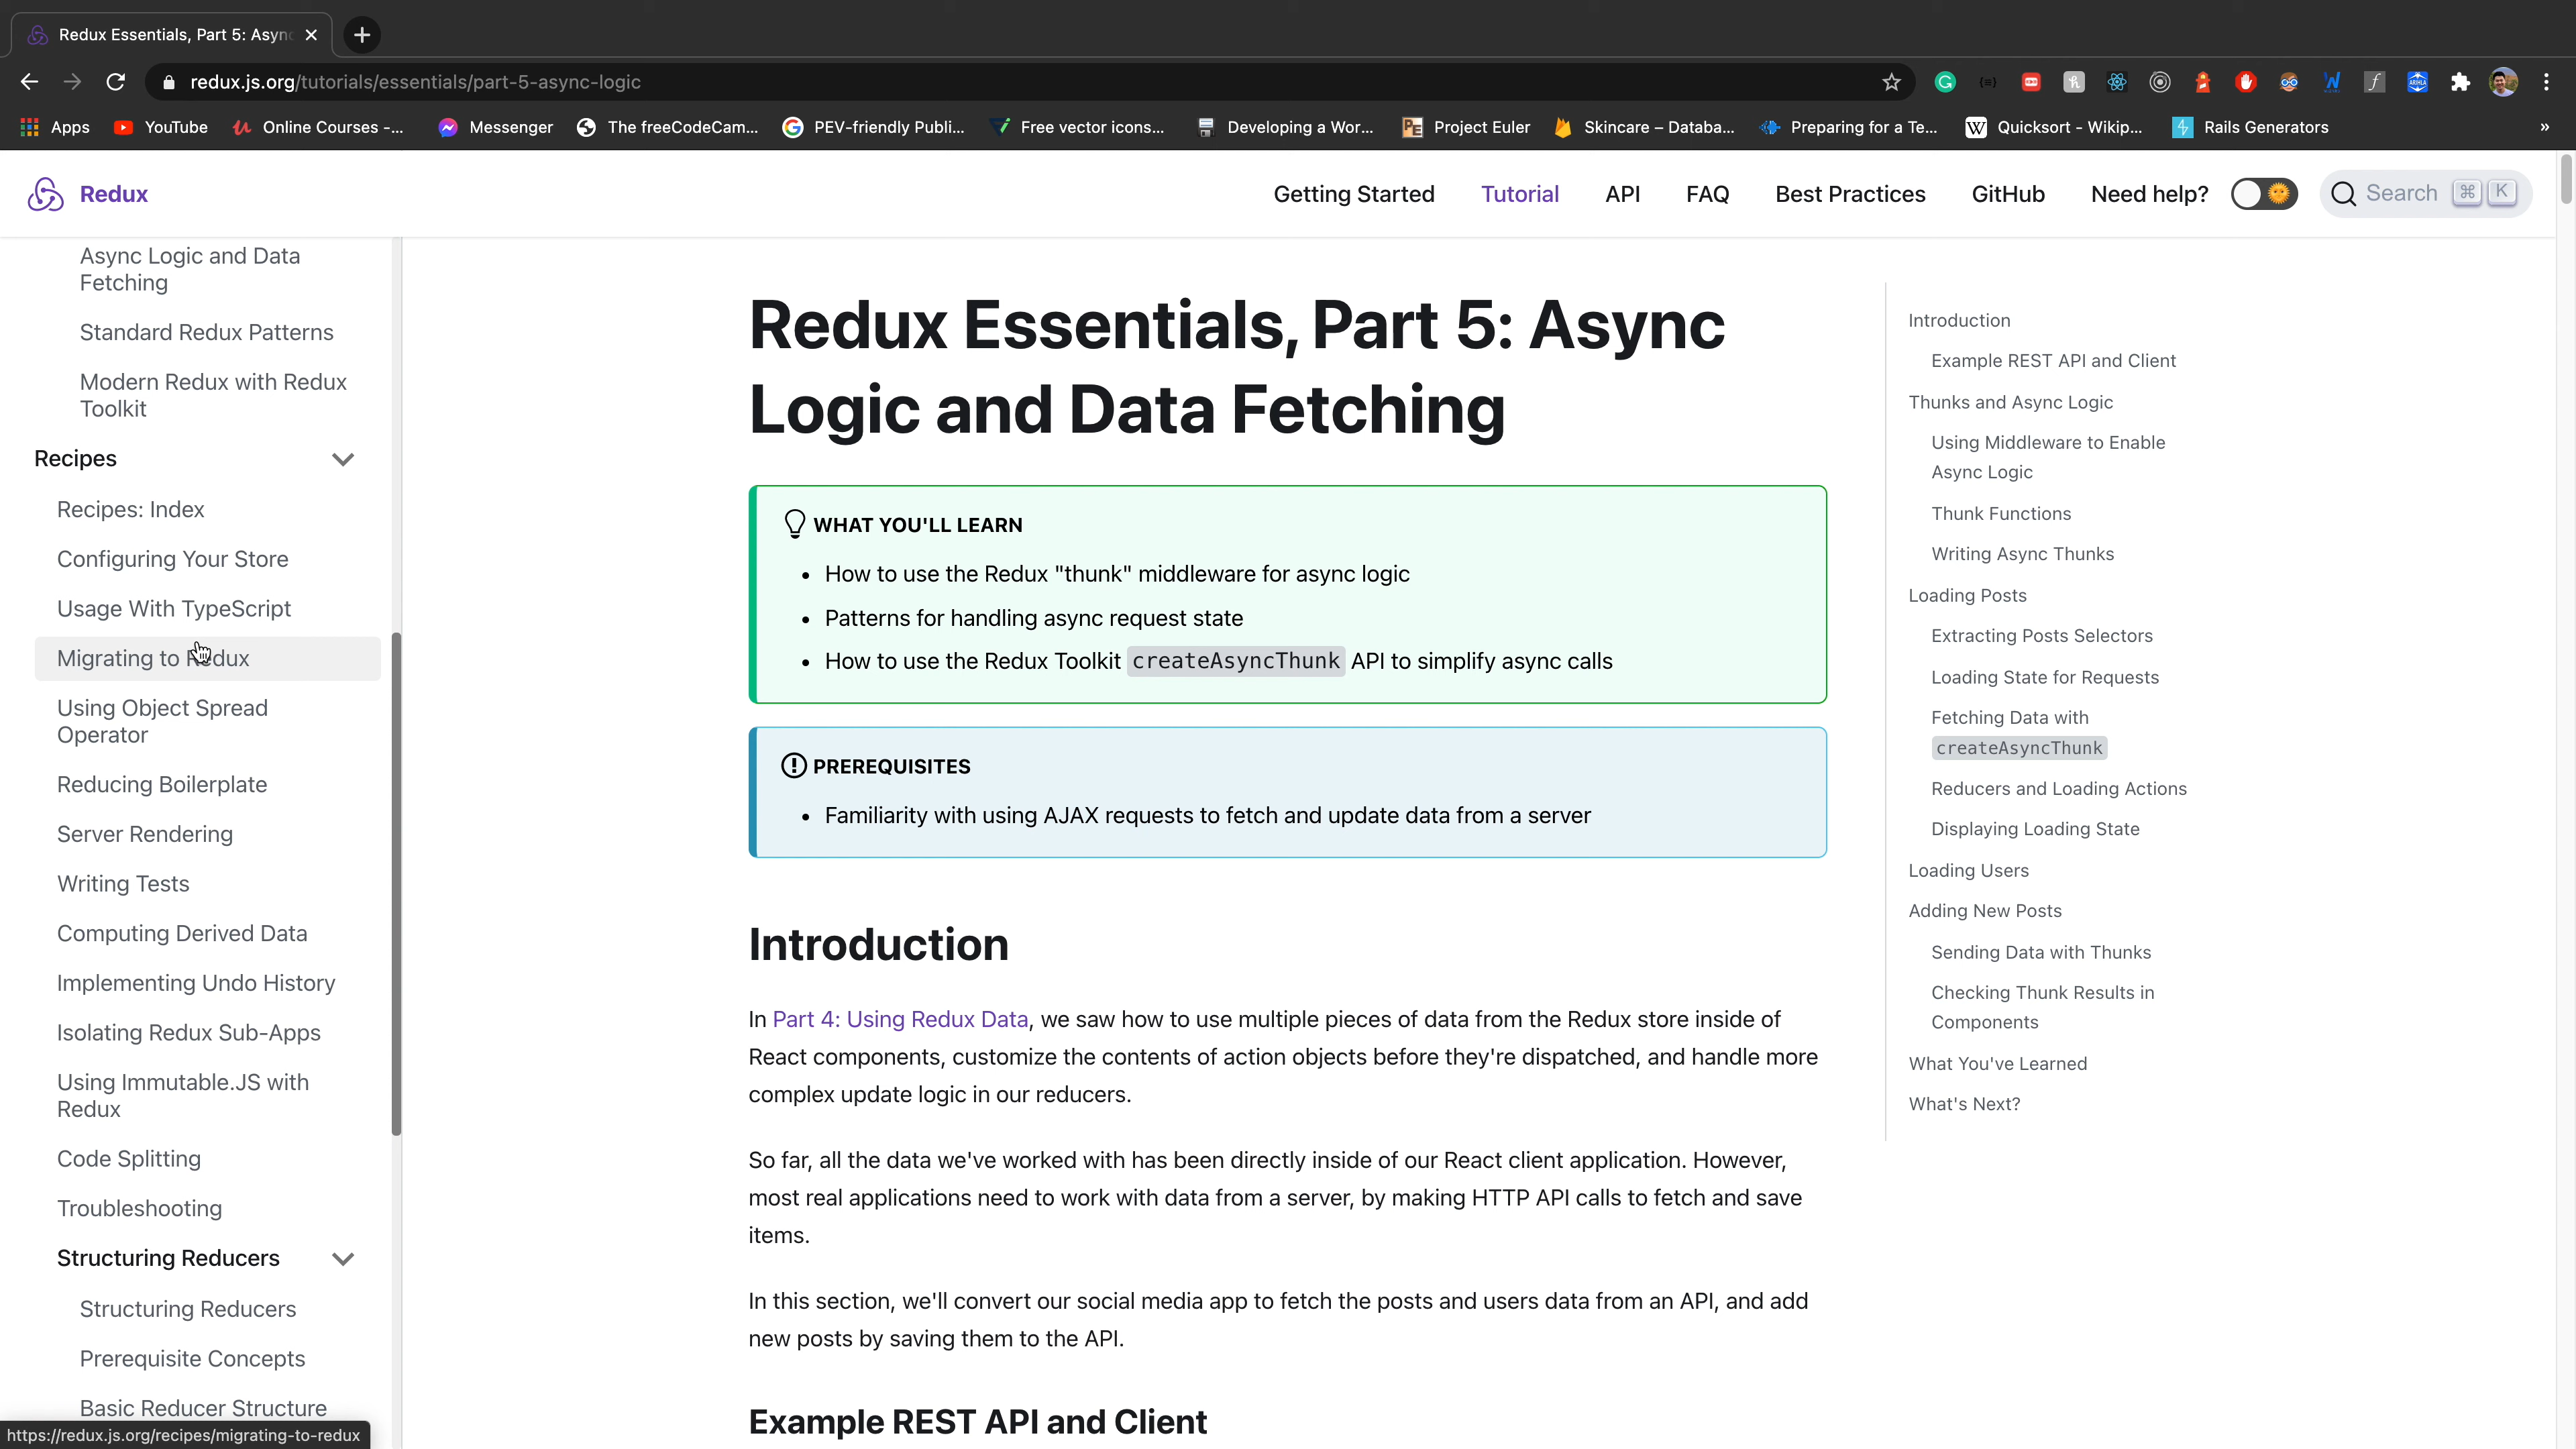 Redux Essentials, Part 5: Async
redux.js.org/tutorials/essentials/part-5-async-logic
Apps
YouTube
Online Courses -...
Messenger
The freeCodeCam...
PEV-friendly Publi...
Free vector icons...
Developing a Wor...
Project Euler
Skincare – Databa...
Preparing for a Te...
Quicksort - Wikip...
Rails Generators
»
Redux
Getting Started
Tutorial
API
FAQ
Best Practices
GitHub
Need help?
Search ⌘ K
Async Logic and Data
Fetching
Standard Redux Patterns
Modern Redux with Redux
Toolkit
Recipes
Recipes: Index
Configuring Your Store
Usage With TypeScript
Migrating to Redux
Using Object Spread
Operator
Reducing Boilerplate
Server Rendering
Writing Tests
Computing Derived Data
Implementing Undo History
Isolating Redux Sub-Apps
Using Immutable.JS with
Redux
Code Splitting
Troubleshooting
Structuring Reducers
Structuring Reducers
Prerequisite Concepts
Basic Reducer Structure
https://redux.js.org/recipes/migrating-to-redux
Redux Essentials, Part 5: Async
Logic and Data Fetching
WHAT YOU'LL LEARN
• How to use the Redux "thunk" middleware for async logic
• Patterns for handling async request state
• How to use the Redux Toolkit createAsyncThunk API to simplify async calls
PREREQUISITES
• Familiarity with using AJAX requests to fetch and update data from a server
Introduction
In Part 4: Using Redux Data, we saw how to use multiple pieces of data from the Redux store inside of
React components, customize the contents of action objects before they're dispatched, and handle more
complex update logic in our reducers.
So far, all the data we've worked with has been directly inside of our React client application. However,
most real applications need to work with data from a server, by making HTTP API calls to fetch and save
items.
In this section, we'll convert our social media app to fetch the posts and users data from an API, and add
new posts by saving them to the API.
Example REST API and Client
Introduction
Example REST API and Client
Thunks and Async Logic
Using Middleware to Enable
Async Logic
Thunk Functions
Writing Async Thunks
Loading Posts
Extracting Posts Selectors
Loading State for Requests
Fetching Data with
createAsyncThunk
Reducers and Loading Actions
Displaying Loading State
Loading Users
Adding New Posts
Sending Data with Thunks
Checking Thunk Results in
Components
What You've Learned
What's Next?